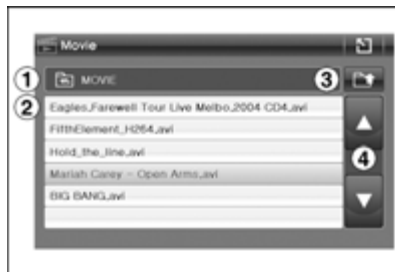 Movie
1 MOVIE 3
2 Eagles,Farewell Tour Live Melbo,2004 CD4,avi
FifthElement_H264,avi
Hold_the_line,avi
4
Mariah Carey - Open Arms,avi
BIG BANG,avi